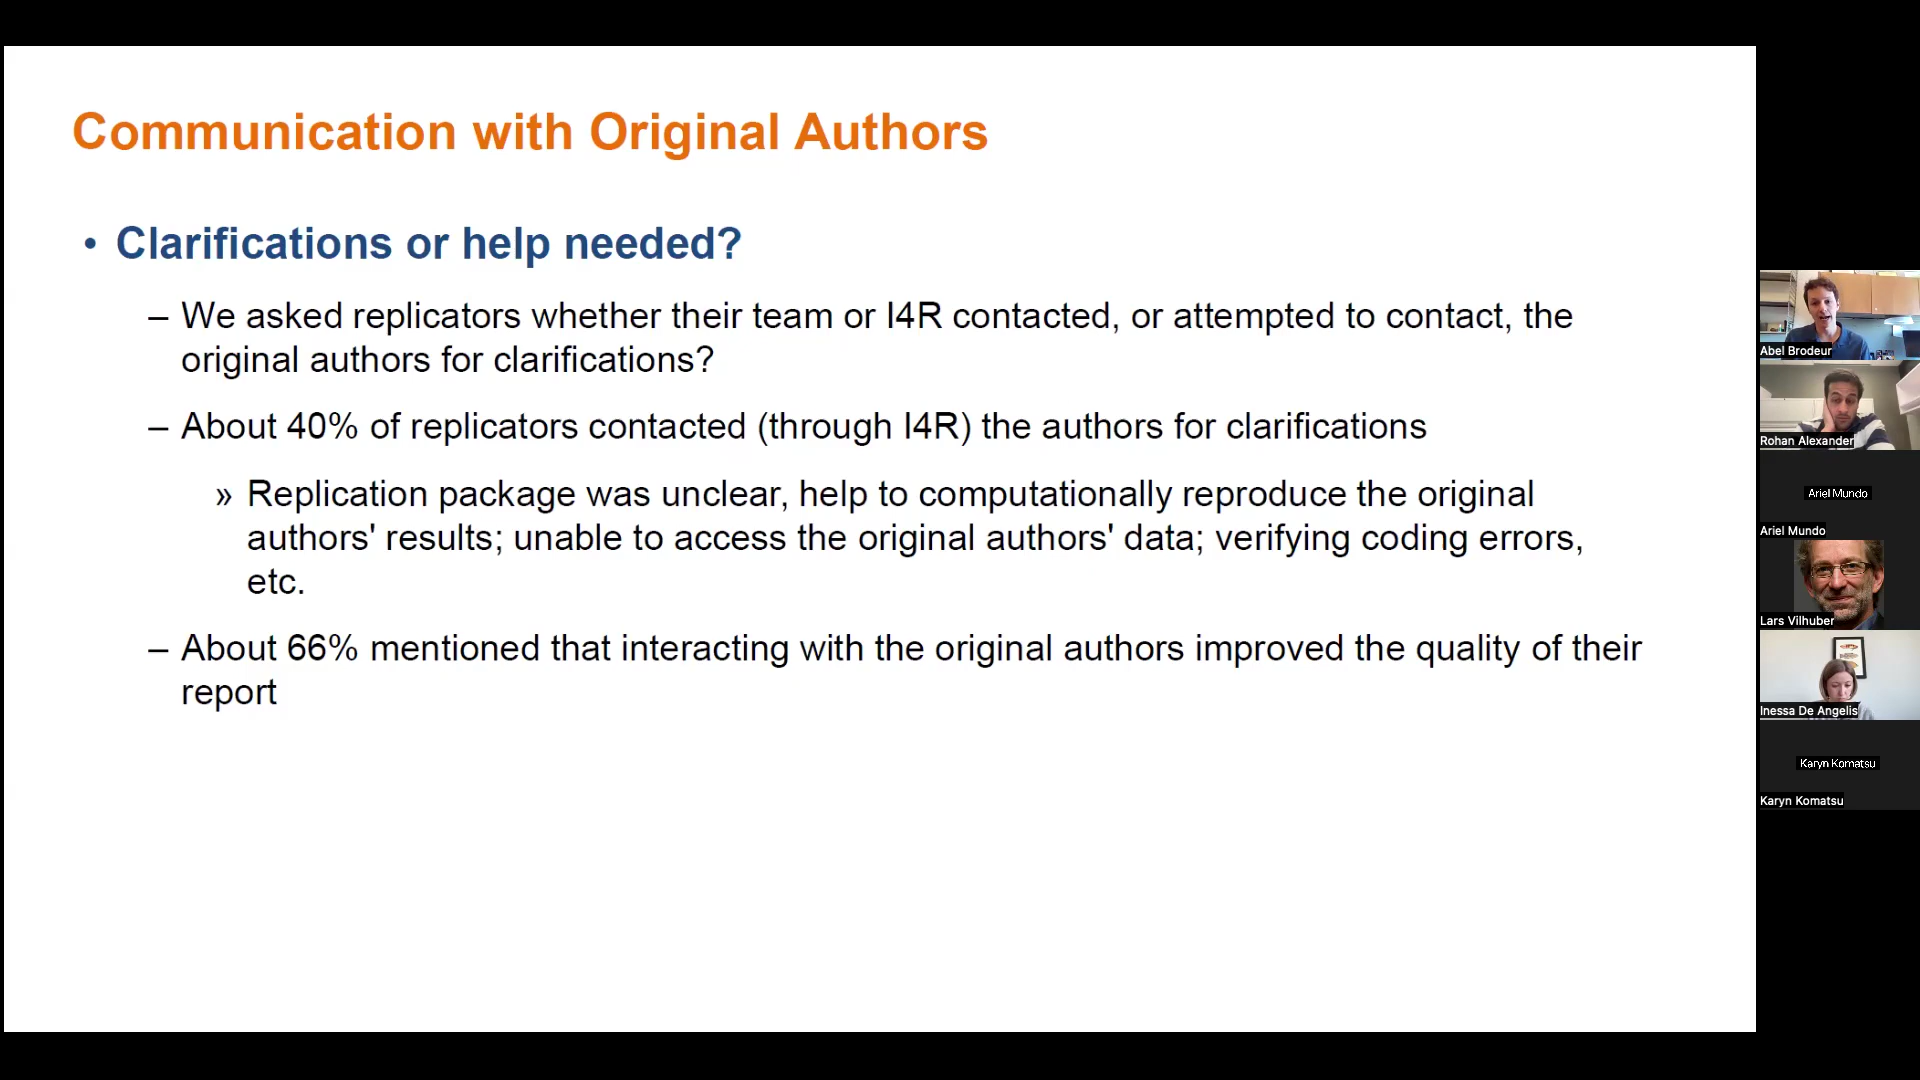 Communication with Original Authors
• Clarifications or help needed?
– We asked replicators whether their team or I4R contacted, or attempted to contact, the
original authors for clarifications?
– About 40% of replicators contacted (through I4R) the authors for clarifications
» Replication package was unclear, help to computationally reproduce the original
authors' results; unable to access the original authors' data; verifying coding errors,
etc.
– About 66% mentioned that interacting with the original authors improved the quality of their
report
Abel Brodeur
Rohan Alexander
Ariel Mundo
Ariel Mundo
Lars Vilhuber
Inessa De Angelis
Karyn Komatsu
Karyn Komatsu